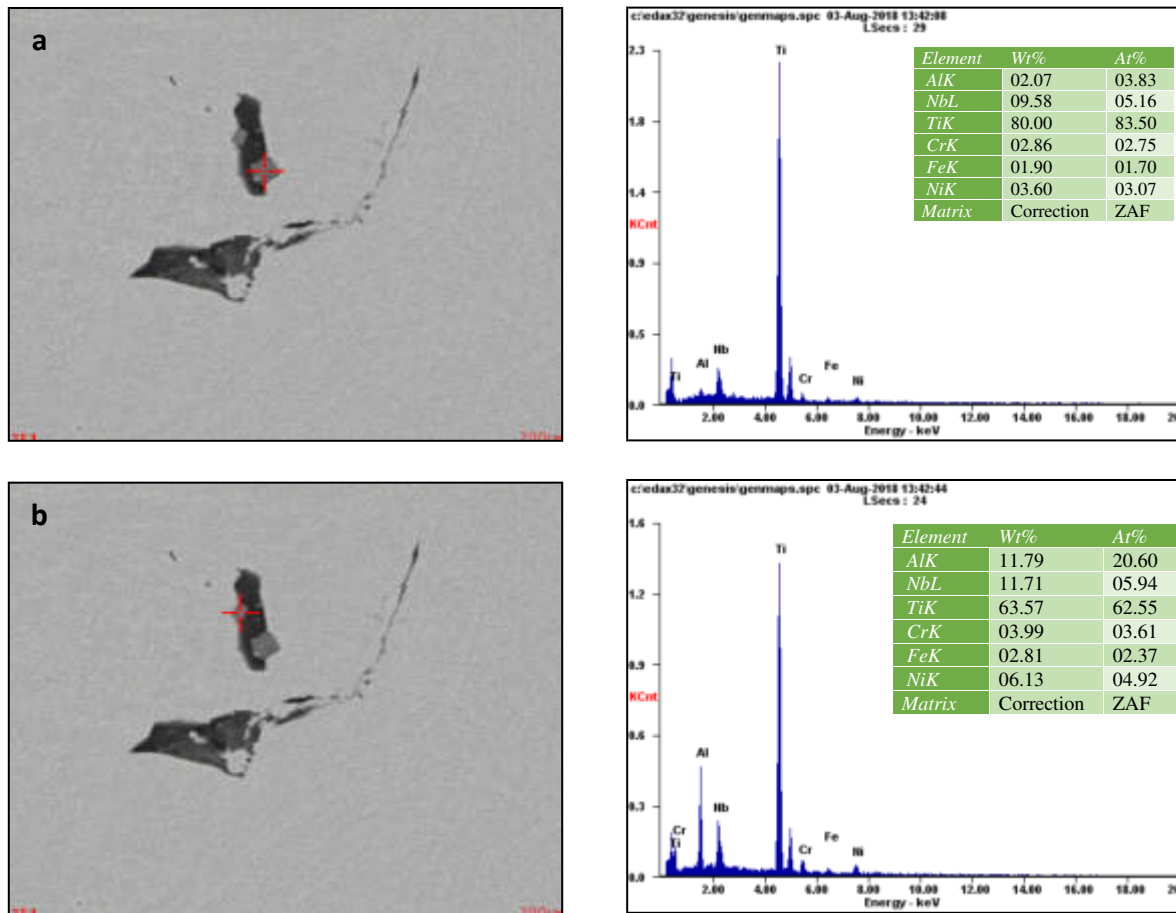 a
c:\edax32\genesis\genmaps.spc 03-Aug-2018 13:42:08
LSecs : 29
2.3
1.8
1.4
KCnt
0.9
0.5
0.0
Ti
Ti
Al
Nb
Cr
Fe
Ni
2.00 4.00 6.00 8.00 10.00 12.00 14.00 16.00 18.00
Energy - keV
Element Wt% At%
AlK 02.07 03.83
NbL 09.58 05.16
TiK 80.00 83.50
CrK 02.86 02.75
FeK 01.90 01.70
NiK 03.60 03.07
Matrix Correction ZAF
b
c:\edax32\genesis\genmaps.spc 03-Aug-2018 13:42:44
LSecs : 24
1.6
1.2
0.9
KCnt
0.6
0.3
0.0
Ti
Cr
Ti
Al
Nb
Cr
Fe
Ni
2.00 4.00 6.00 8.00 10.00 12.00 14.00 16.00 18.00
Energy - keV
Element Wt% At%
AlK 11.79 20.60
NbL 11.71 05.94
TiK 63.57 62.55
CrK 03.99 03.61
FeK 02.81 02.37
NiK 06.13 04.92
Matrix Correction ZAF